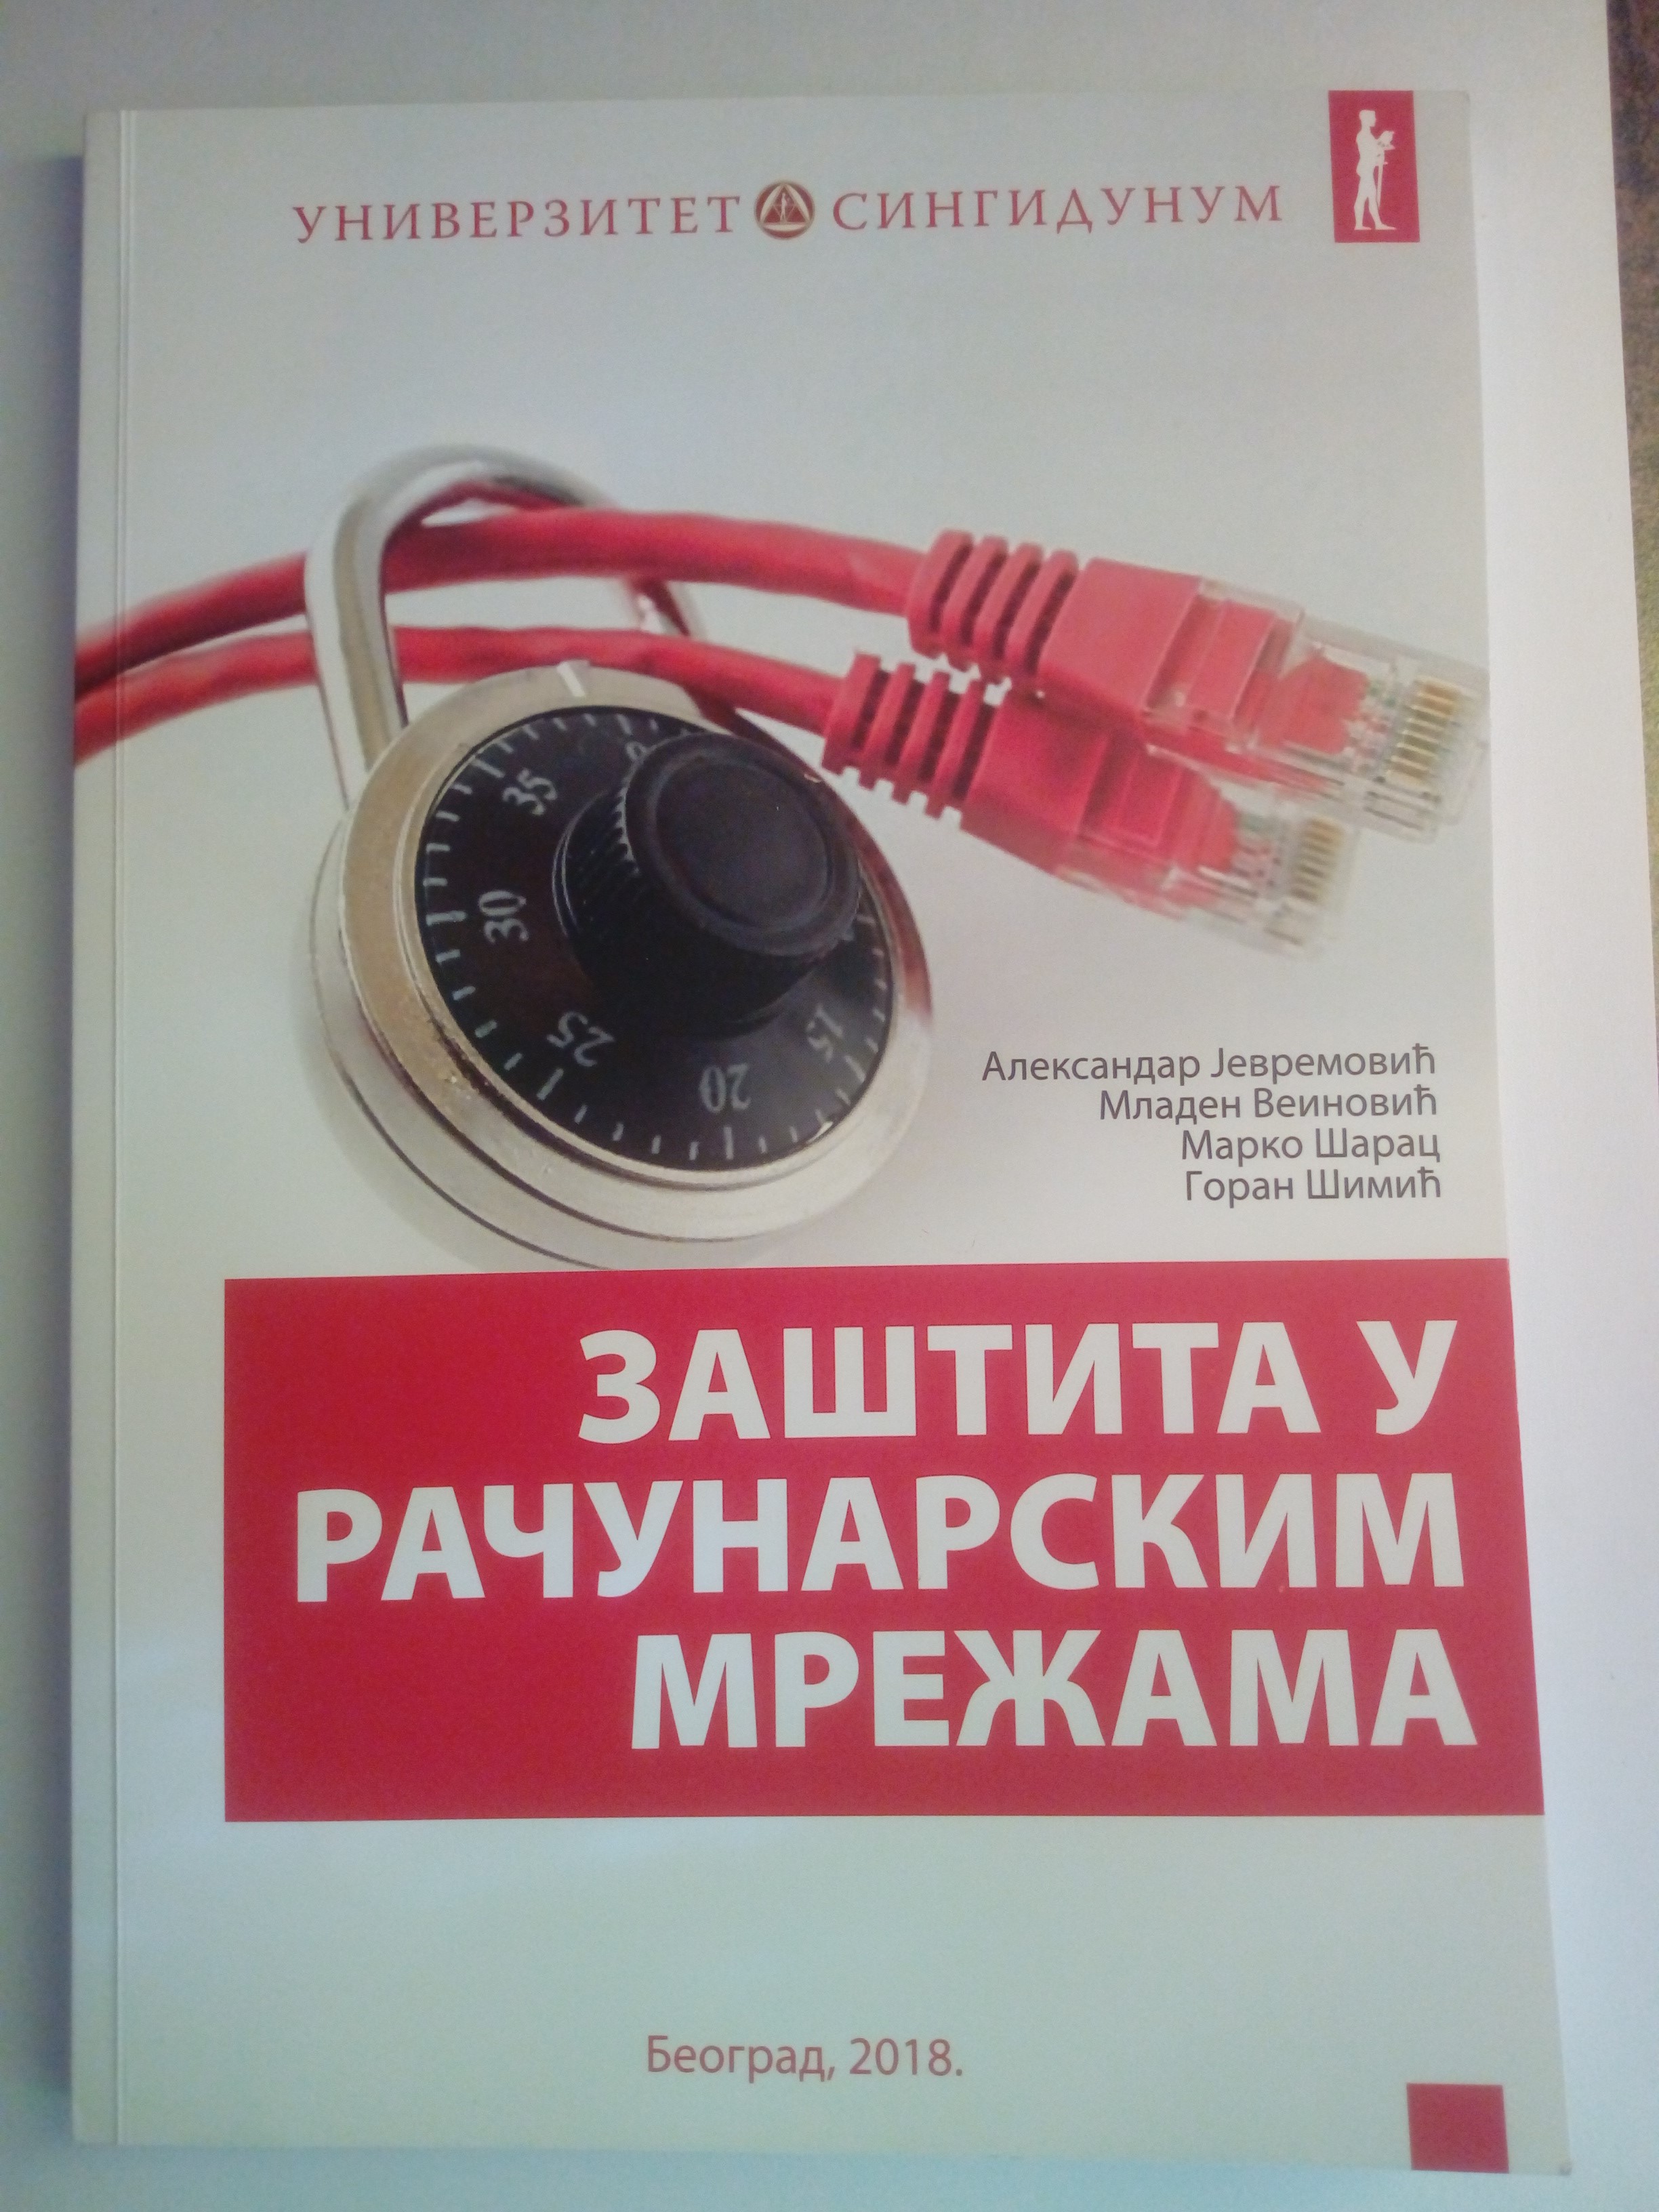 УНИВЕРЗИТЕТ СИНГИДУНУМ
35
30
25
20
15
Александар Јевремовић
Младен Веиновић
Марко Шарац
Горан Шимић
ЗАШТИТА У
РАЧУНАРСКИМ
МРЕЖАМА
Београд, 2018.